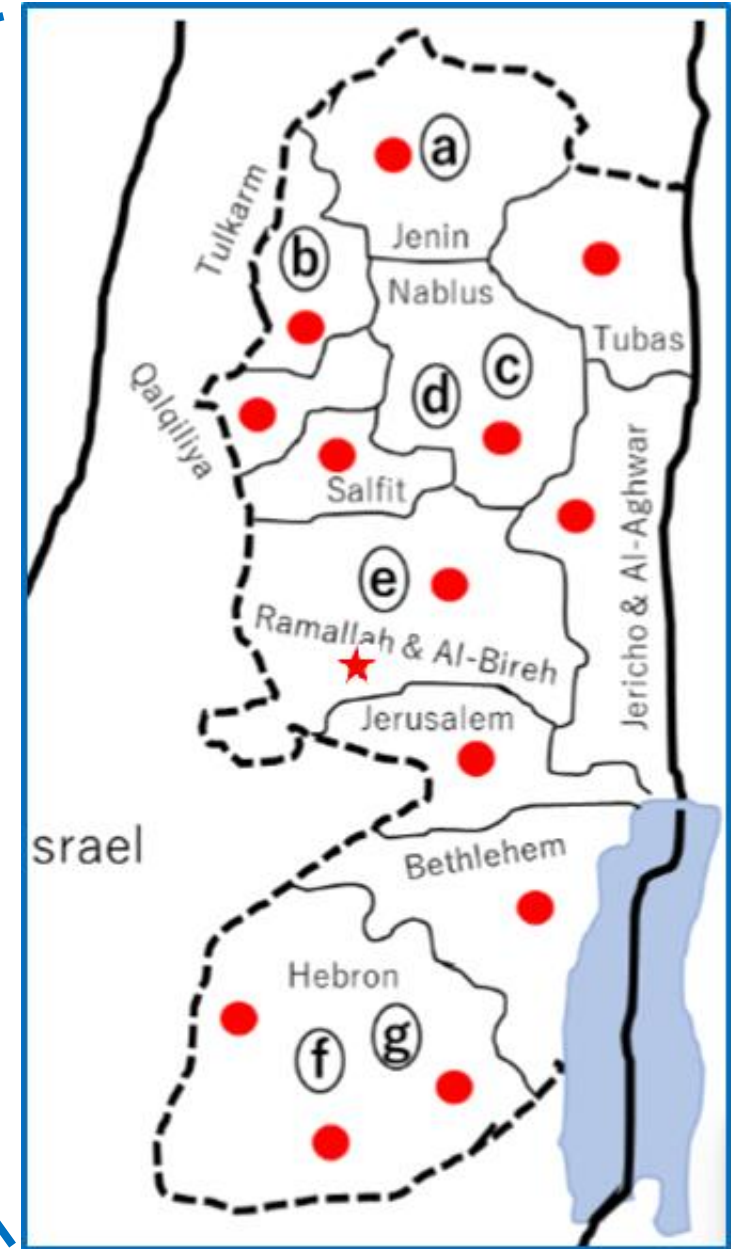 a
Tulkarm
Jenin
b
Nablus
Tubas
c
d
Qalqiliya
Salfit
Jericho & Al-Aghwar
e
Ramallah & Al-Bireh
Jerusalem
srael
Bethlehem
Hebron
g
f